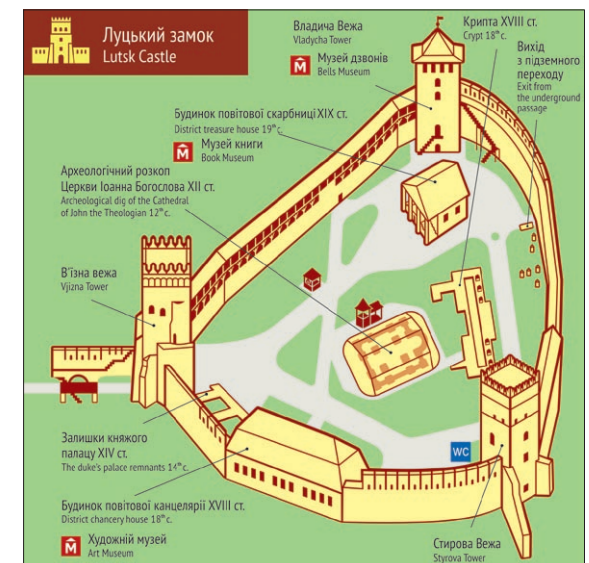 Луцький замок
Lutsk Castle
Владича Вежа
Vladycha Tower
М Музей дзвонів
Bells Museum
Крипта XVIII ст.
Crypt 18th c.
Вихід
з підземного
переходу
Exit from
the underground
passage
Будинок повітової скарбниці XIX ст.
District treasure house 19th c.
М Музей книги
Book Museum
Археологічний розкоп
Церкви Іоанна Богослова XII ст.
Archeological dig of the Cathedral
of John the Theologian 12th c.
В'їзна вежа
Vjizna Tower
Залишки княжого
палацу XIV ст.
The duke's palace remnants 14th c.
WC
Будинок повітової канцелярії XVIII ст.
District chancery house 18th c.
М Художній музей
Art Museum
Стирова Вежа
Styrova Tower